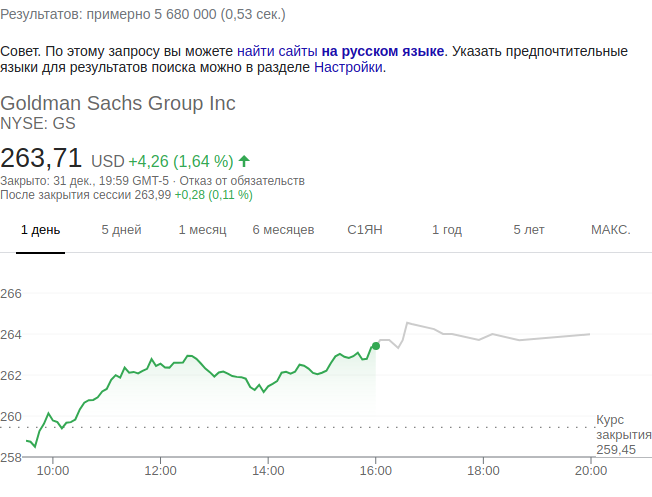 Результатов: примерно 5 680 000 (0,53 сек.)
Совет. По этому запросу вы можете найти сайты на русском языке. Указать предпочтительные
языки для результатов поиска можно в разделе Настройки.
Goldman Sachs Group Inc
NYSE: GS
263,71 USD +4,26 (1,64 %)
Закрыто: 31 дек., 19:59 GMT-5 · Отказ от обязательств
После закрытия сессии 263,99 +0,28 (0,11 %)
1 день 5 дней 1 месяц 6 месяцев С1ЯН 1 год 5 лет МАКС.
266
264
262
260
Курс
закрытия
259,45
258
10:00 12:00 14:00 16:00 18:00 20:00